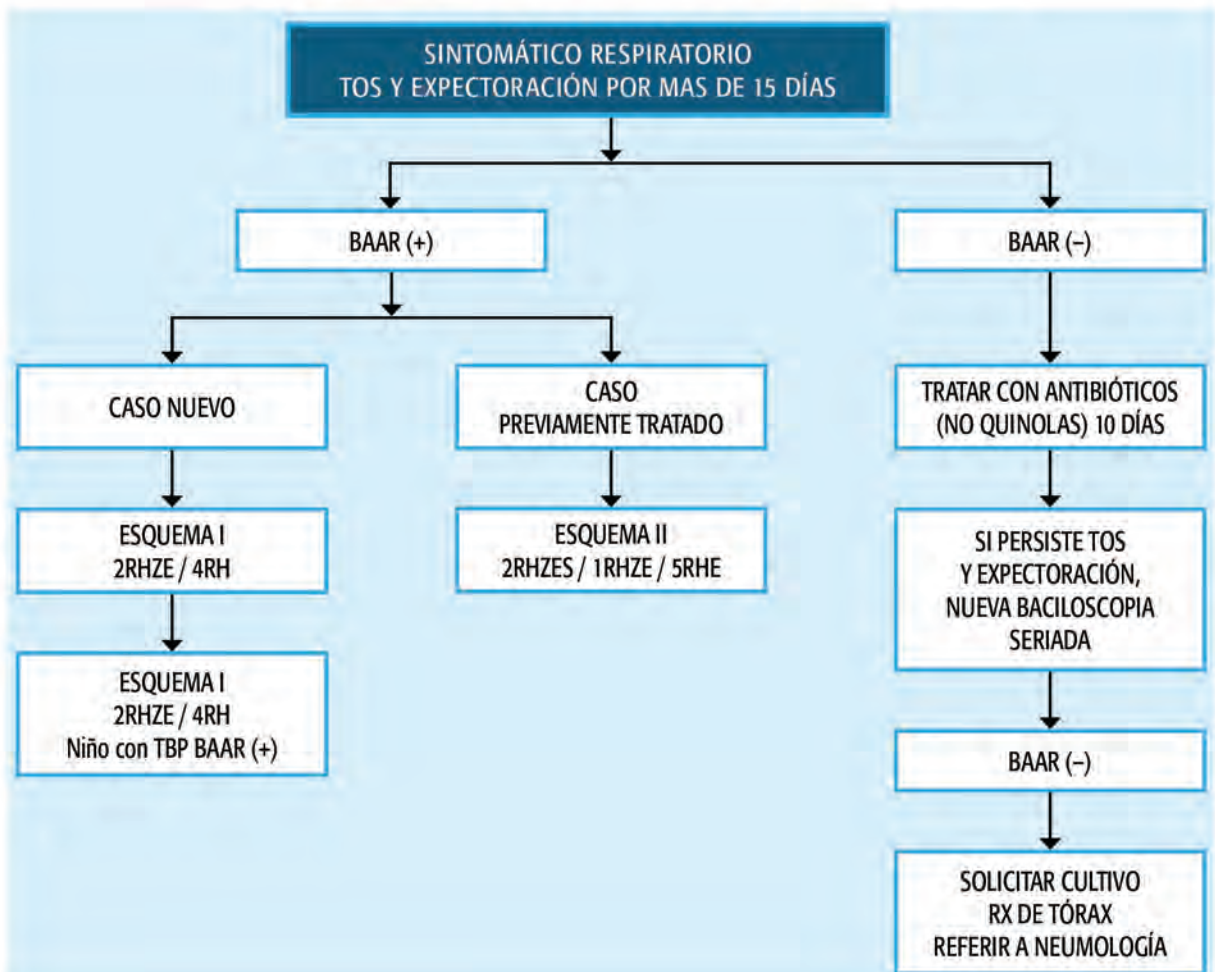 SINTOMÁTICO RESPIRATORIO
TOS Y EXPECTORACIÓN POR MAS DE 15 DÍAS
BAAR (+)
BAAR (–)
CASO NUEVO
CASO
PREVIAMENTE TRATADO
TRATAR CON ANTIBIÓTICOS
(NO QUINOLAS) 10 DÍAS
ESQUEMA I
2RHZE / 4RH
ESQUEMA II
2RHZES / 1RHZE / 5RHE
SI PERSISTE TOS
Y EXPECTORACIÓN,
NUEVA BACILOSCOPIA
SERIADA
ESQUEMA I
2RHZE / 4RH
Niño con TBP BAAR (+)
BAAR (–)
SOLICITAR CULTIVO
RX DE TÓRAX
REFERIR A NEUMOLOGÍA